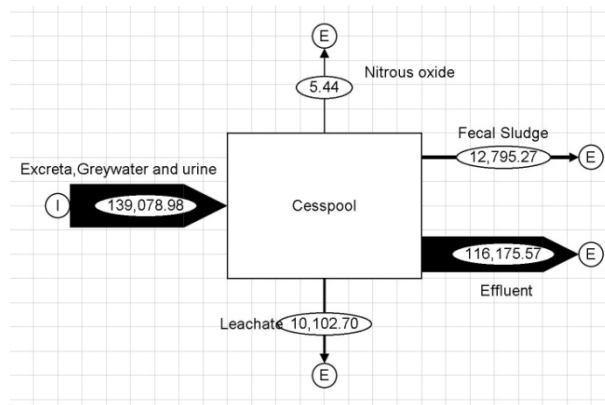 E
Nitrous oxide
5.44
Fecal Sludge
12,795.27
E
Excreta,Greywater and urine
I
139,078.98
Cesspool
116,175.57
E
Effluent
Leachate
10,102.70
E